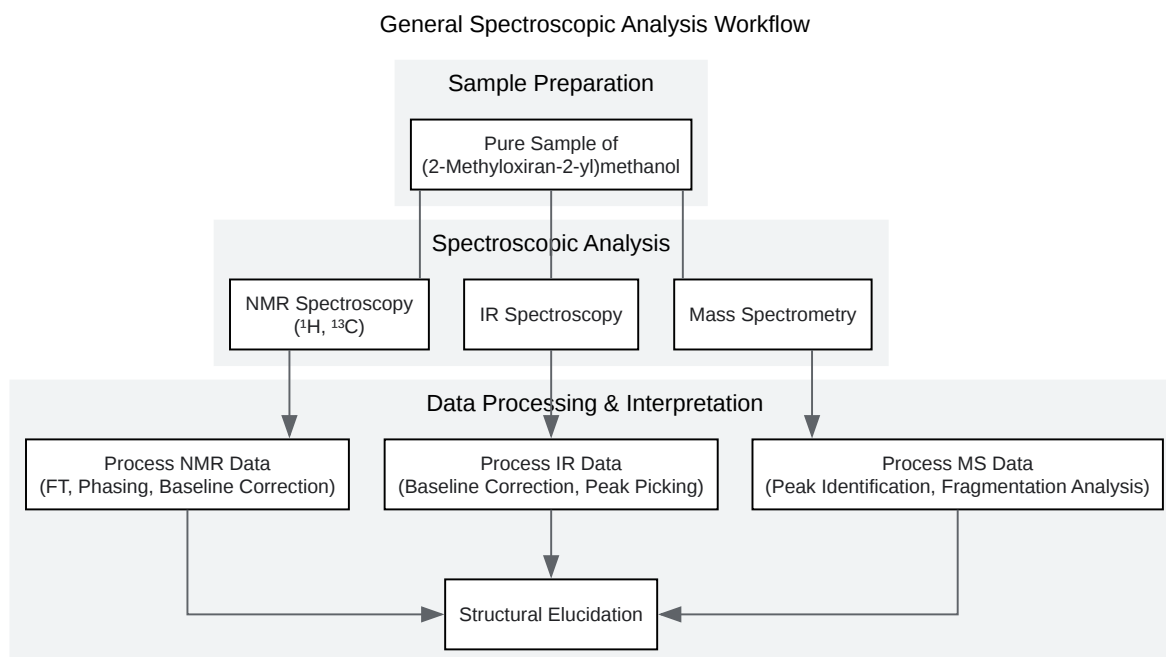 General Spectroscopic Analysis Workflow
Sample Preparation
Pure Sample of
(2-Methyloxiran-2-yl)methanol
Spectroscopic Analysis
NMR Spectroscopy
(¹H, ¹³C)
IR Spectroscopy
Mass Spectrometry
Data Processing & Interpretation
Process NMR Data
(FT, Phasing, Baseline Correction)
Process IR Data
(Baseline Correction, Peak Picking)
Process MS Data
(Peak Identification, Fragmentation Analysis)
Structural Elucidation